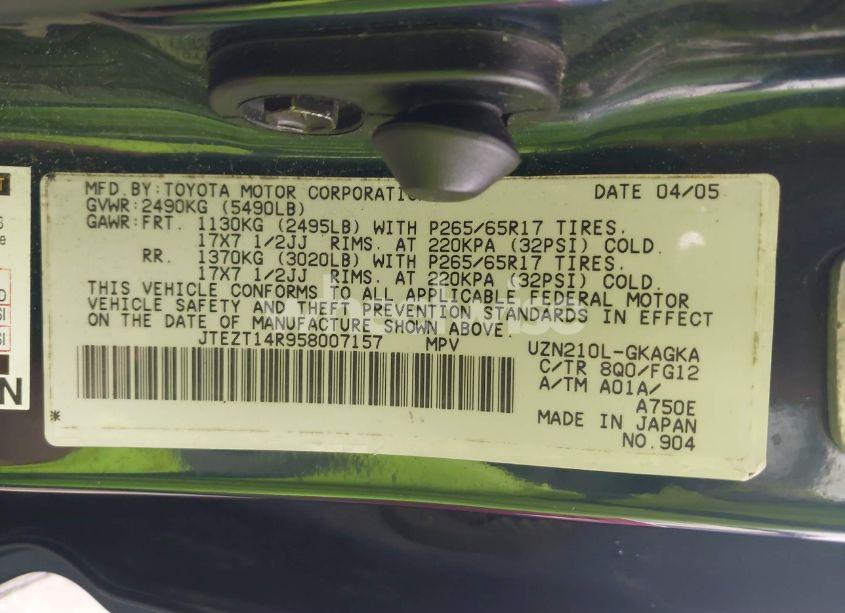 MFD.BY:TOYOTA MOTOR CORPORATION DATE 04/05
GVWR:2490KG (5490LB)
GAWR:FRT. 1130KG (2495LB) WITH P265/65R17 TIRES.
17X7 1/2JJ RIMS. AT 220KPA (32PSI) COLD.
RR. 1370KG (3020LB) WITH P265/65R17 TIRES.
17X7 1/2JJ RIMS. AT 220KPA (32PSI) COLD.
THIS VEHICLE CONFORMS TO ALL APPLICABLE FEDERAL MOTOR
VEHICLE SAFETY AND THEFT PREVENTION STANDARDS IN EFFECT
ON THE DATE OF MANUFACTURE SHOWN ABOVE.
JTEZT14R958007157 MPV UZN210L-GKAGKA
C/TR 8Q0/FG12
A/TM A01A/
A750E
MADE IN JAPAN
NO.904
*
N